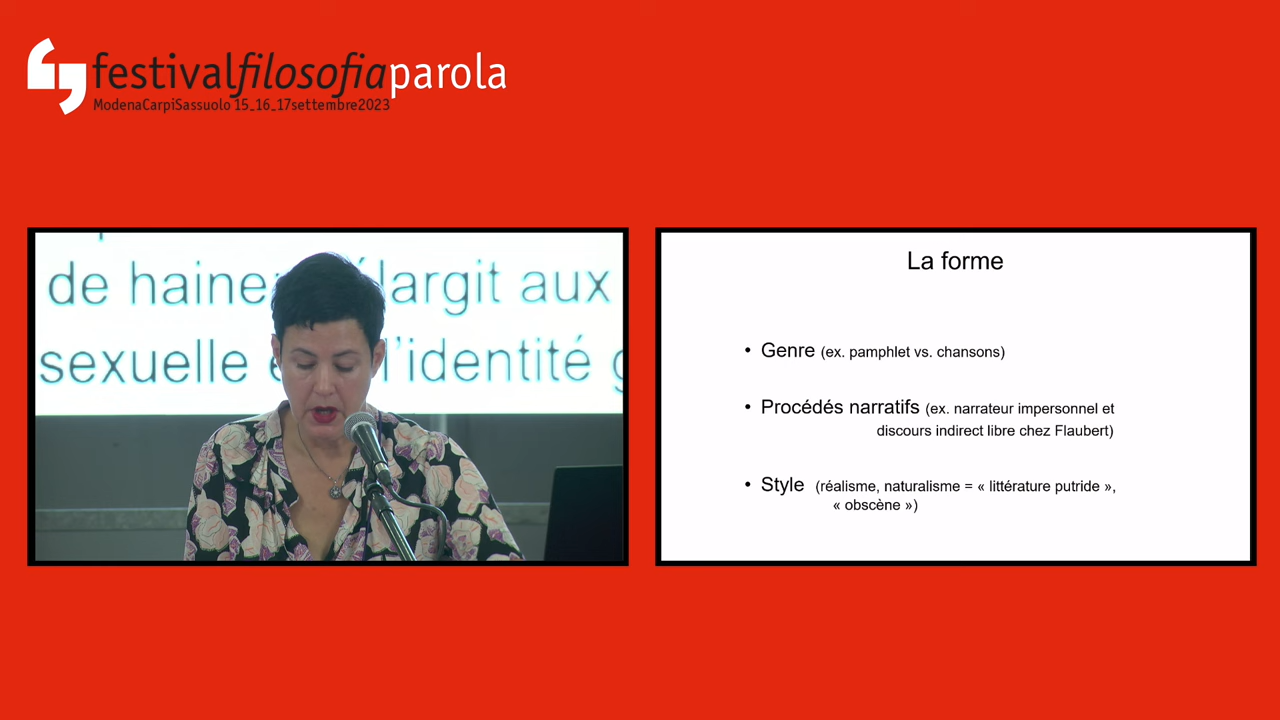 festivalfilosofiaparola
ModenaCarpiSassuolo 15_16_17settembre2023
de haine élargit aux
sexuelle l'identité
La forme
• Genre (ex. pamphlet vs. chansons)
• Procédés narratifs (ex. narrateur impersonnel et
discours indirect libre chez Flaubert)
• Style (réalisme, naturalisme = « littérature putride »,
« obscène »)